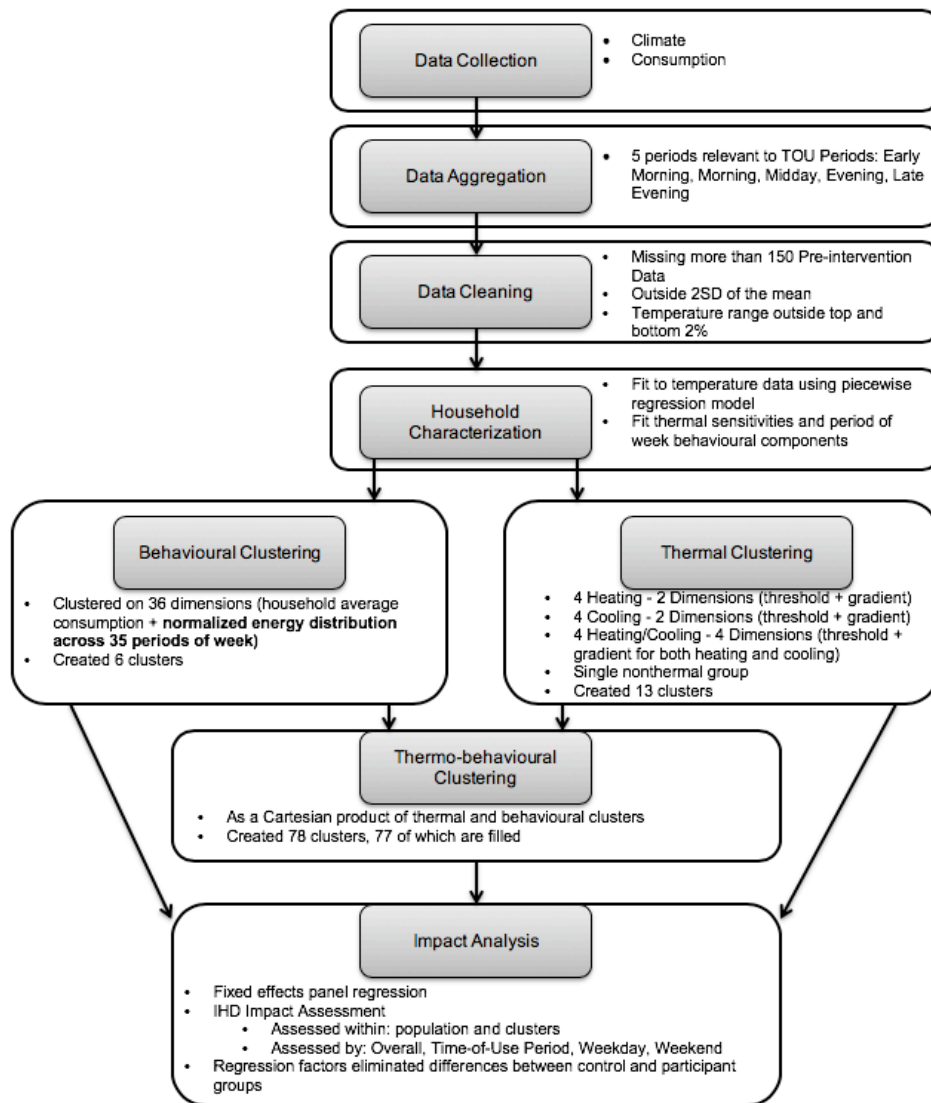 Data Collection
• Climate
• Consumption
Data Aggregation
• 5 periods relevant to TOU Periods: Early
Morning, Morning, Midday, Evening, Late
Evening
Data Cleaning
• Missing more than 150 Pre-intervention
Data
• Outside 2SD of the mean
• Temperature range outside top and
bottom 2%
Household
Characterization
• Fit to temperature data using piecewise
regression model
• Fit thermal sensitivities and period of
week behavioural components
Behavioural Clustering
• Clustered on 36 dimensions (household average
consumption + normalized energy distribution
across 35 periods of week)
• Created 6 clusters
Thermal Clustering
• 4 Heating - 2 Dimensions (threshold + gradient)
• 4 Cooling - 2 Dimensions (threshold + gradient)
• 4 Heating/Cooling - 4 Dimensions (threshold +
gradient for both heating and cooling)
• Single nonthermal group
• Created 13 clusters
Thermo-behavioural
Clustering
• As a Cartesian product of thermal and behavioural clusters
• Created 78 clusters, 77 of which are filled
Impact Analysis
• Fixed effects panel regression
• IHD Impact Assessment
• Assessed within: population and clusters
• Assessed by: Overall, Time-of-Use Period, Weekday, Weekend
• Regression factors eliminated differences between control and participant
groups